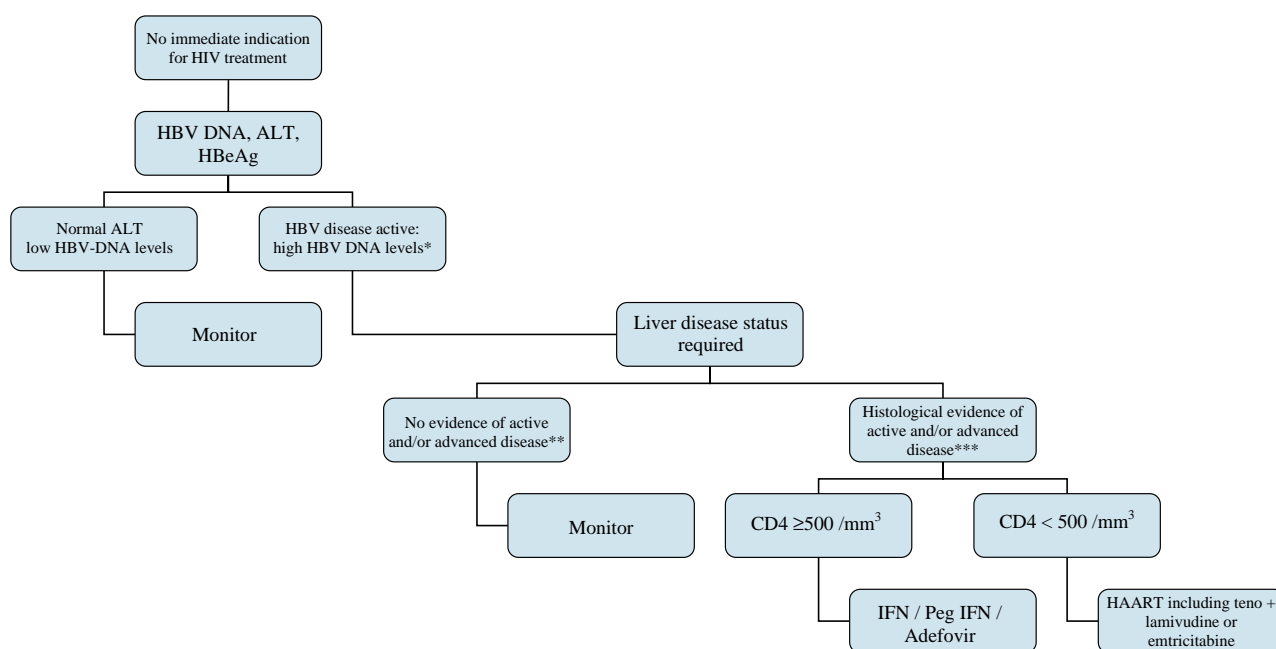 No immediate indication
for HIV treatment
HBV DNA, ALT,
HBeAg
Normal ALT
low HBV-DNA levels
HBV disease active:
high HBV DNA levels*
Monitor
Liver disease status
required
No evidence of active
and/or advanced disease**
Histological evidence of
active and/or advanced
disease***
Monitor
CD4 ≥500 /mm³
CD4 < 500 /mm³
IFN / Peg IFN /
Adefovir
HAART including teno +
lamivudine or
emtricitabine